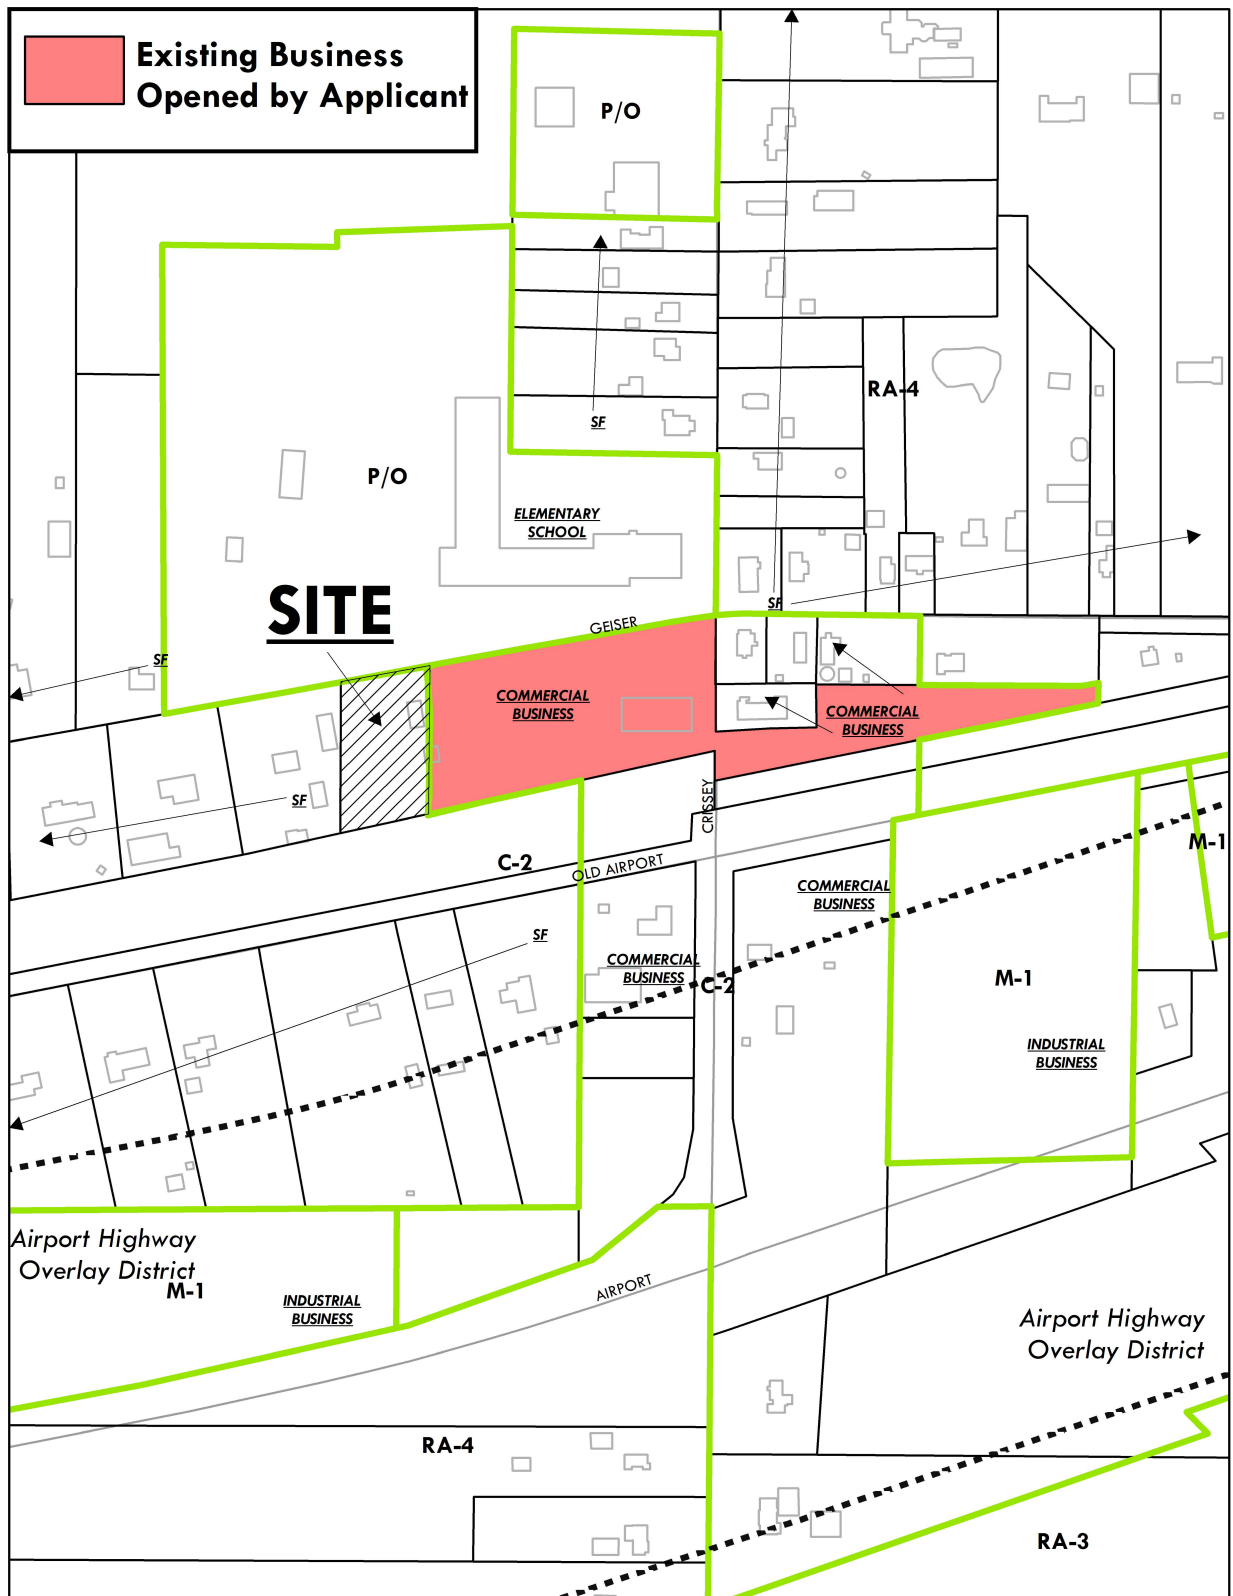 Existing Business
Opened by Applicant
P/O
SF
RA-4
P/O
ELEMENTARY
SCHOOL
SITE
GEISER
SF
SF
COMMERCIAL
BUSINESS
COMMERCIAL
BUSINESS
SF
CRISSEY
C-2
OLD AIRPORT
M-1
COMMERCIAL
BUSINESS
SF
COMMERCIAL
BUSINESS
C-2
M-1
INDUSTRIAL
BUSINESS
Airport Highway
Overlay District
M-1
INDUSTRIAL
BUSINESS
AIRPORT
Airport Highway
Overlay District
RA-4
RA-3